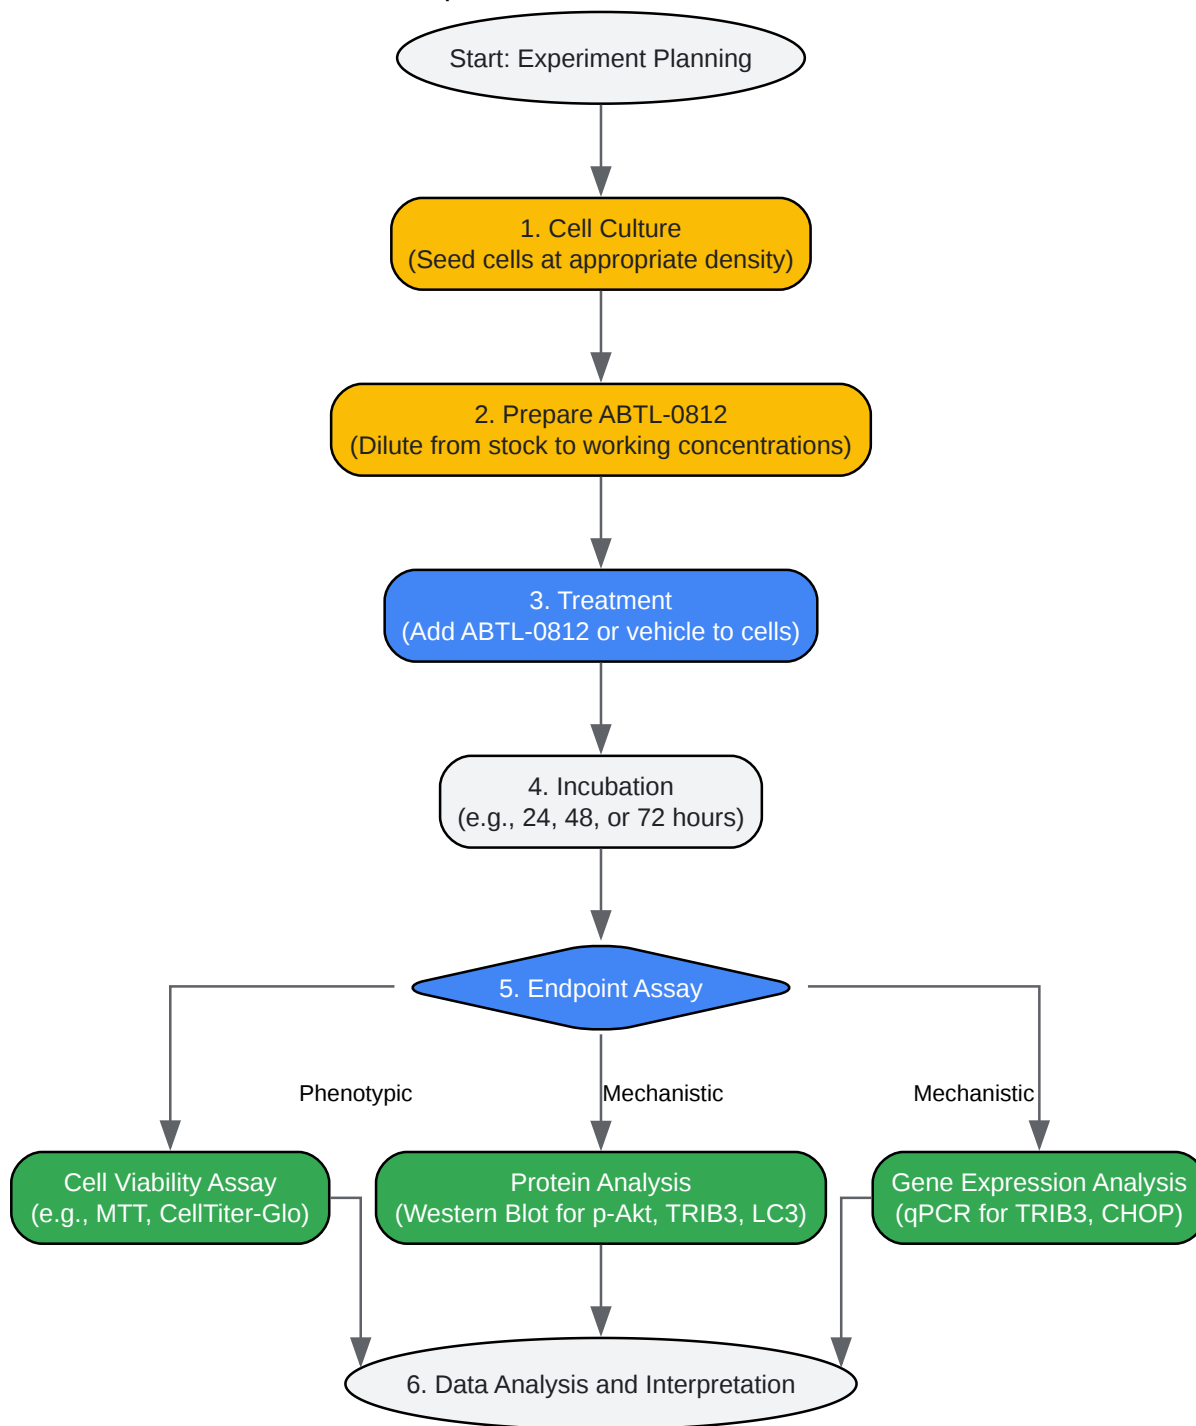 Start: Experiment Planning
1. Cell Culture
(Seed cells at appropriate density)
2. Prepare ABTL-0812
(Dilute from stock to working concentrations)
3. Treatment
(Add ABTL-0812 or vehicle to cells)
4. Incubation
(e.g., 24, 48, or 72 hours)
5. Endpoint Assay
Phenotypic
Mechanistic
Mechanistic
Cell Viability Assay
(e.g., MTT, CellTiter-Glo)
Protein Analysis
(Western Blot for p-Akt, TRIB3, LC3)
Gene Expression Analysis
(qPCR for TRIB3, CHOP)
6. Data Analysis and Interpretation